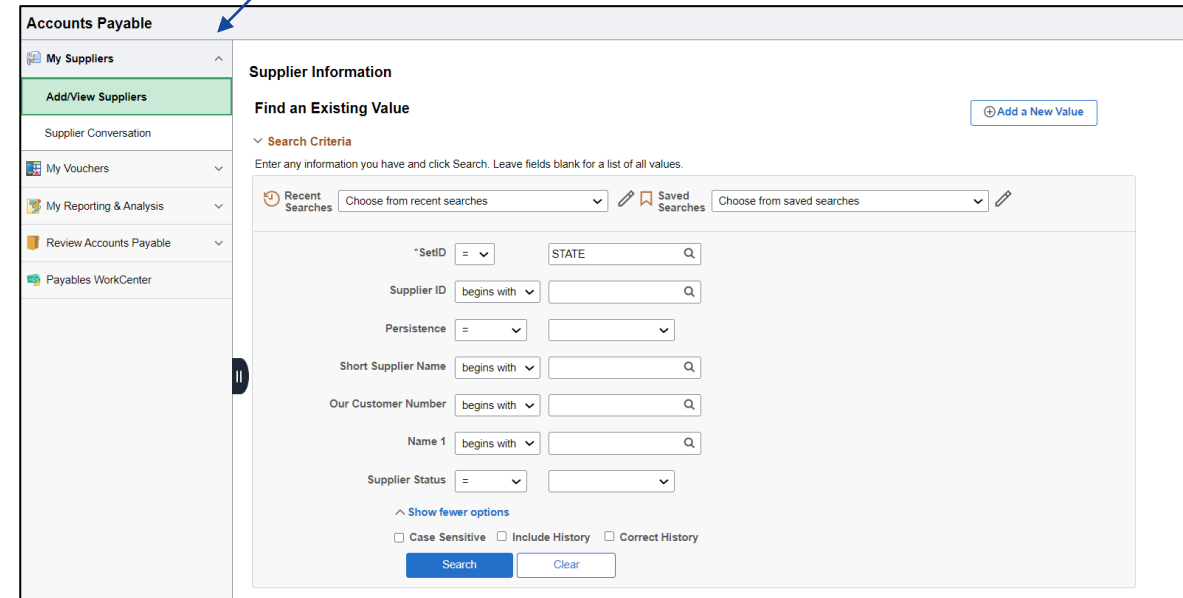 Accounts Payable
My Suppliers
Add/View Suppliers
Supplier Conversation
My Vouchers
My Reporting & Analysis
Review Accounts Payable
Payables WorkCenter
Supplier Information
Find an Existing Value
Add a New Value
Search Criteria
Enter any information you have and click Search. Leave fields blank for a list of all values.
Recent Searches Choose from recent searches Saved Searches Choose from saved searches
*SetID = STATE
Supplier ID begins with
Persistence =
Short Supplier Name begins with
Our Customer Number begins with
Name 1 begins with
Supplier Status =
Show fewer options
Case Sensitive Include History Correct History
Search Clear